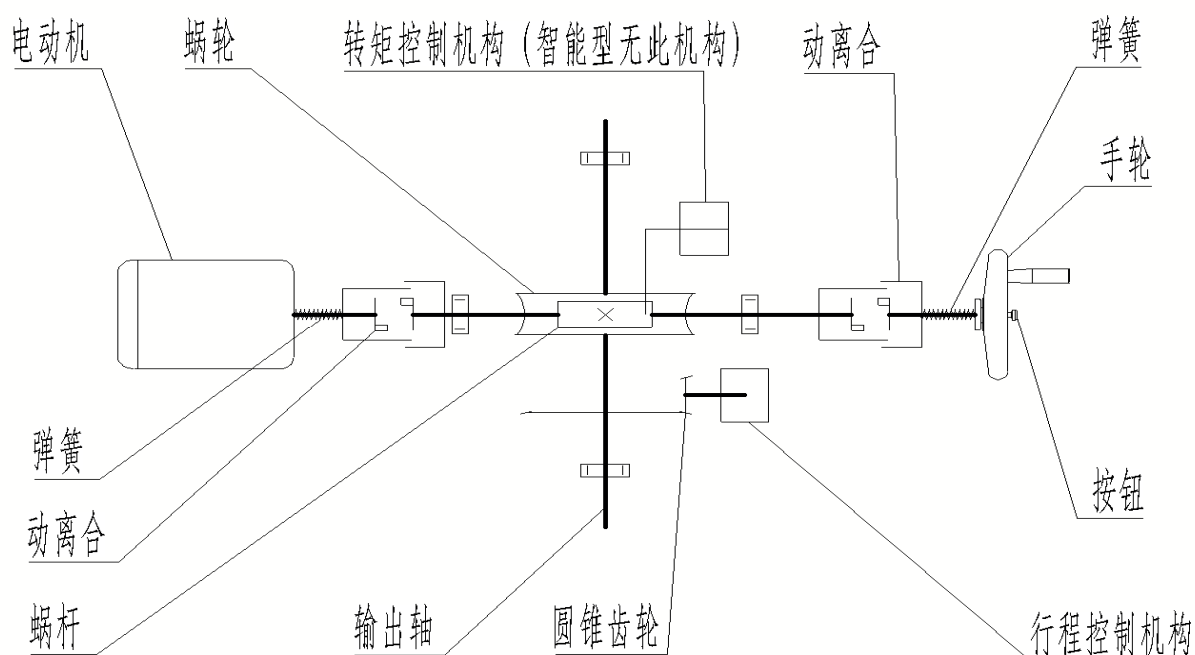 电动机
蜗轮
转矩控制机构（智能型无此机构）
动离合
弹簧
手轮
弹簧
按钮
动离合
蜗杆
输出轴
圆锥齿轮
行程控制机构